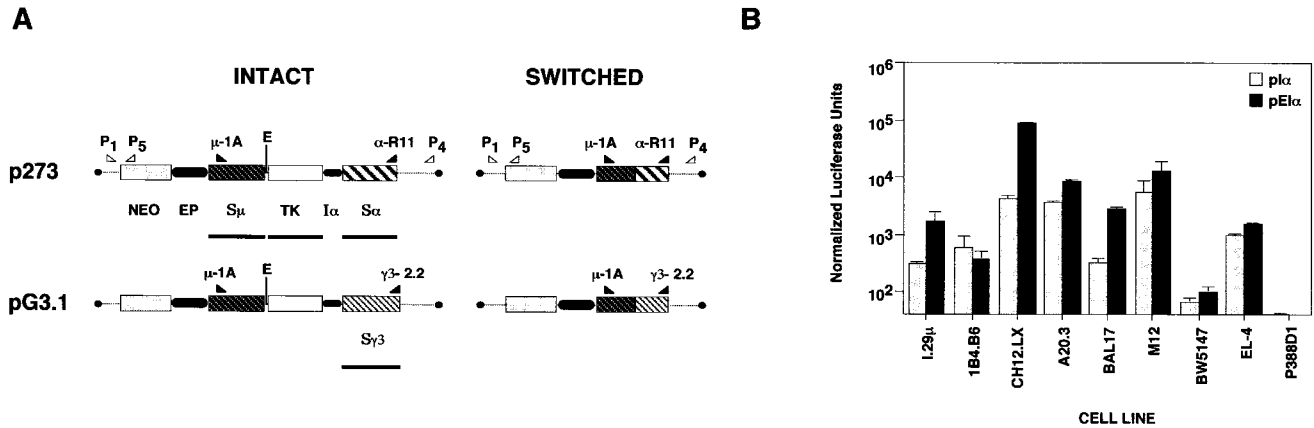 A
INTACT
SWITCHED
P1 P5 μ-1A E α-R11 P4
P1 P5 μ-1A α-R11 P4
p273
NEO EP Sμ TK Iα Sα
μ-1A E γ3- 2.2
μ-1A γ3- 2.2
pG3.1
Sγ3
B
Normalized Luciferase Units
10^6
10^5
10^4
10^3
10^2
pIα
pEIα
I.29μ
1B4.B6
CH12.LX
A20.3
BAL17
M12
BW5147
EL-4
P388D1
CELL LINE